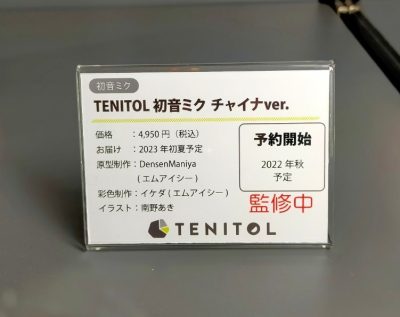 初音ミク
TENITOL 初音ミク チャイナver.
価格 :4,950円(税込)
お届け :2023年初夏予定
原型制作:DensenManiya
(エムアイシー)
彩色制作:イケダ(エムアイシー)
イラスト:南野あき
予約開始
2022年秋
予定
監修中
TENITOL